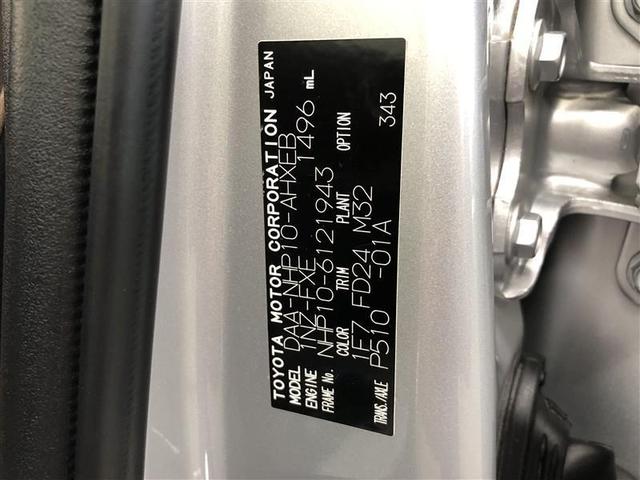 TOYOTA MOTOR CORPORATION JAPAN
MODEL DAA-NHP10-AHXEB
ENGINE 1NZ-FXE 1496 mL
FRAME No. NHP10-6121943
COLOR TRIM PLANT OPTION
1F7 FD24 M32 343
TRANS./AXLE P510 -01A